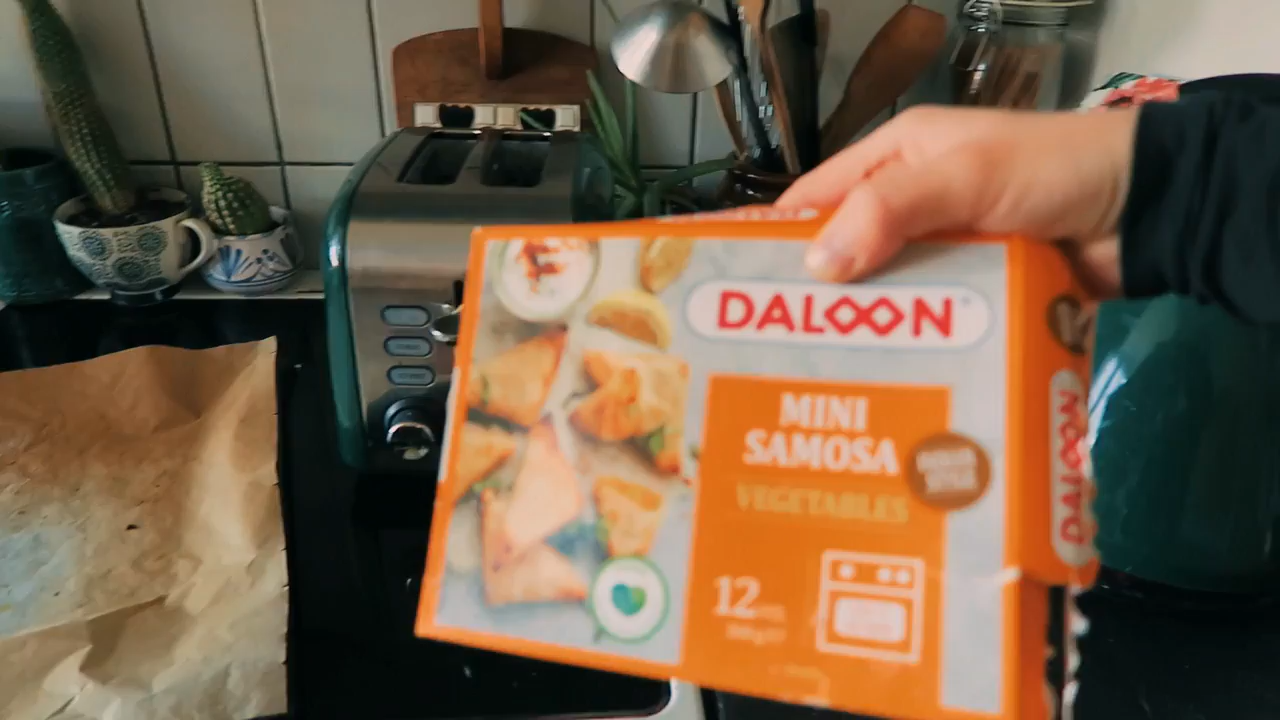 DALOON
MINI
SAMOSA
VEGETABLES
12
DALOON